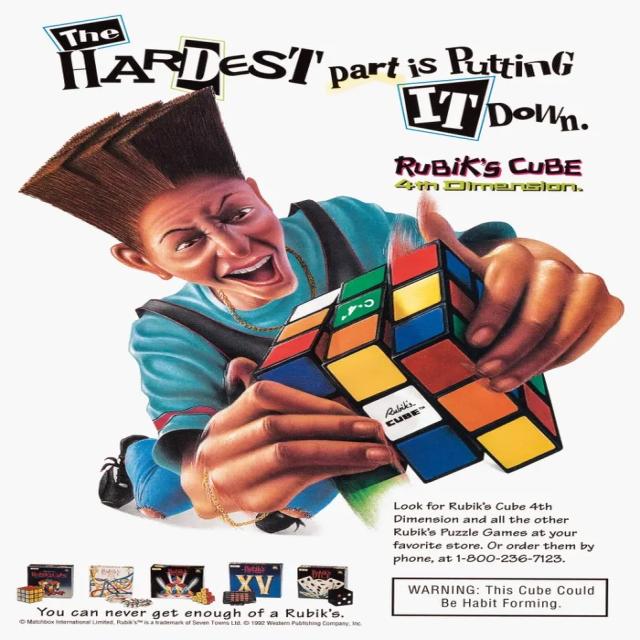 The
HARDEST part is Putting
IT Down.
RUBIK'S CUBE
4th Dimension.
Rubik's
CUBE™
Look for Rubik's Cube 4th
Dimension and all the other
Rubik's Puzzle Games at your
favorite store. Or order them by
phone, at 1-800-236-7123.
WARNING: This Cube Could
Be Habit Forming.
XV
You can never get enough of a Rubik's.
© Matchbox International Limited, Rubik's™ is a trademark of Seven Towns Ltd. © 1992 Western Publishing Company, Inc.